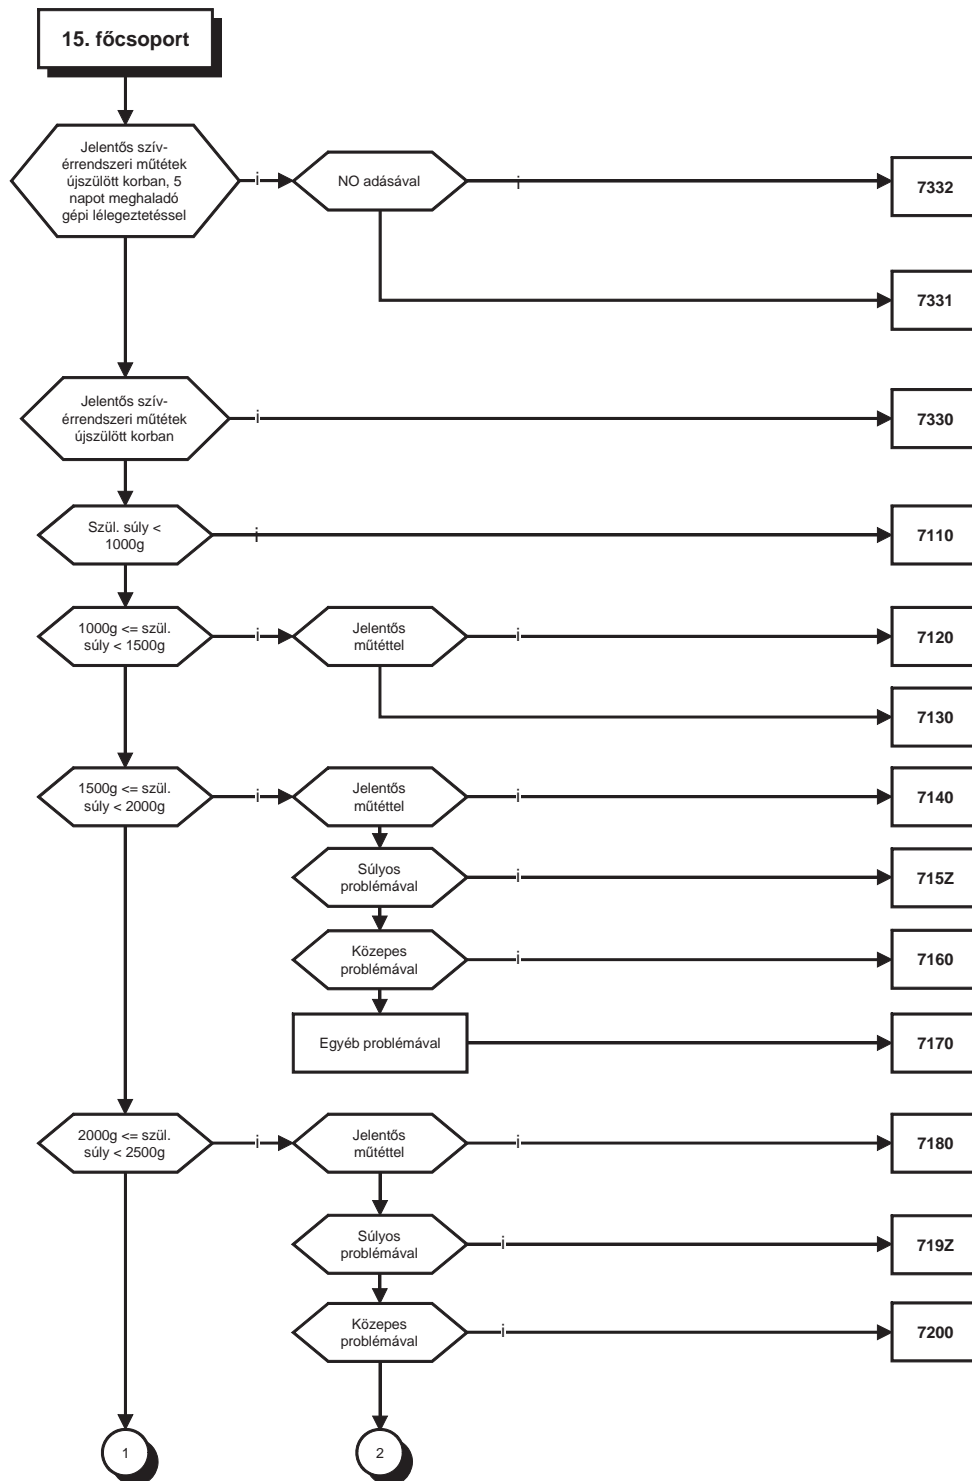 15. főcsoport
Jelentős szív-
érrendszeri műtétek
újszülött korban, 5
napot meghaladó
gépi lélegeztetéssel
i
NO adásával
i
7332
7331
Jelentős szív-
érrendszeri műtétek
újszülött korban
i
7330
Szül. súly <
1000g
i
7110
1000g <= szül.
súly < 1500g
i
Jelentős
műtéttel
i
7120
7130
1500g <= szül.
súly < 2000g
i
Jelentős
műtéttel
i
7140
Súlyos
problémával
i
715Z
Közepes
problémával
i
7160
Egyéb problémával
7170
2000g <= szül.
súly < 2500g
i
Jelentős
műtéttel
i
7180
Súlyos
problémával
i
719Z
Közepes
problémával
i
7200
1
2